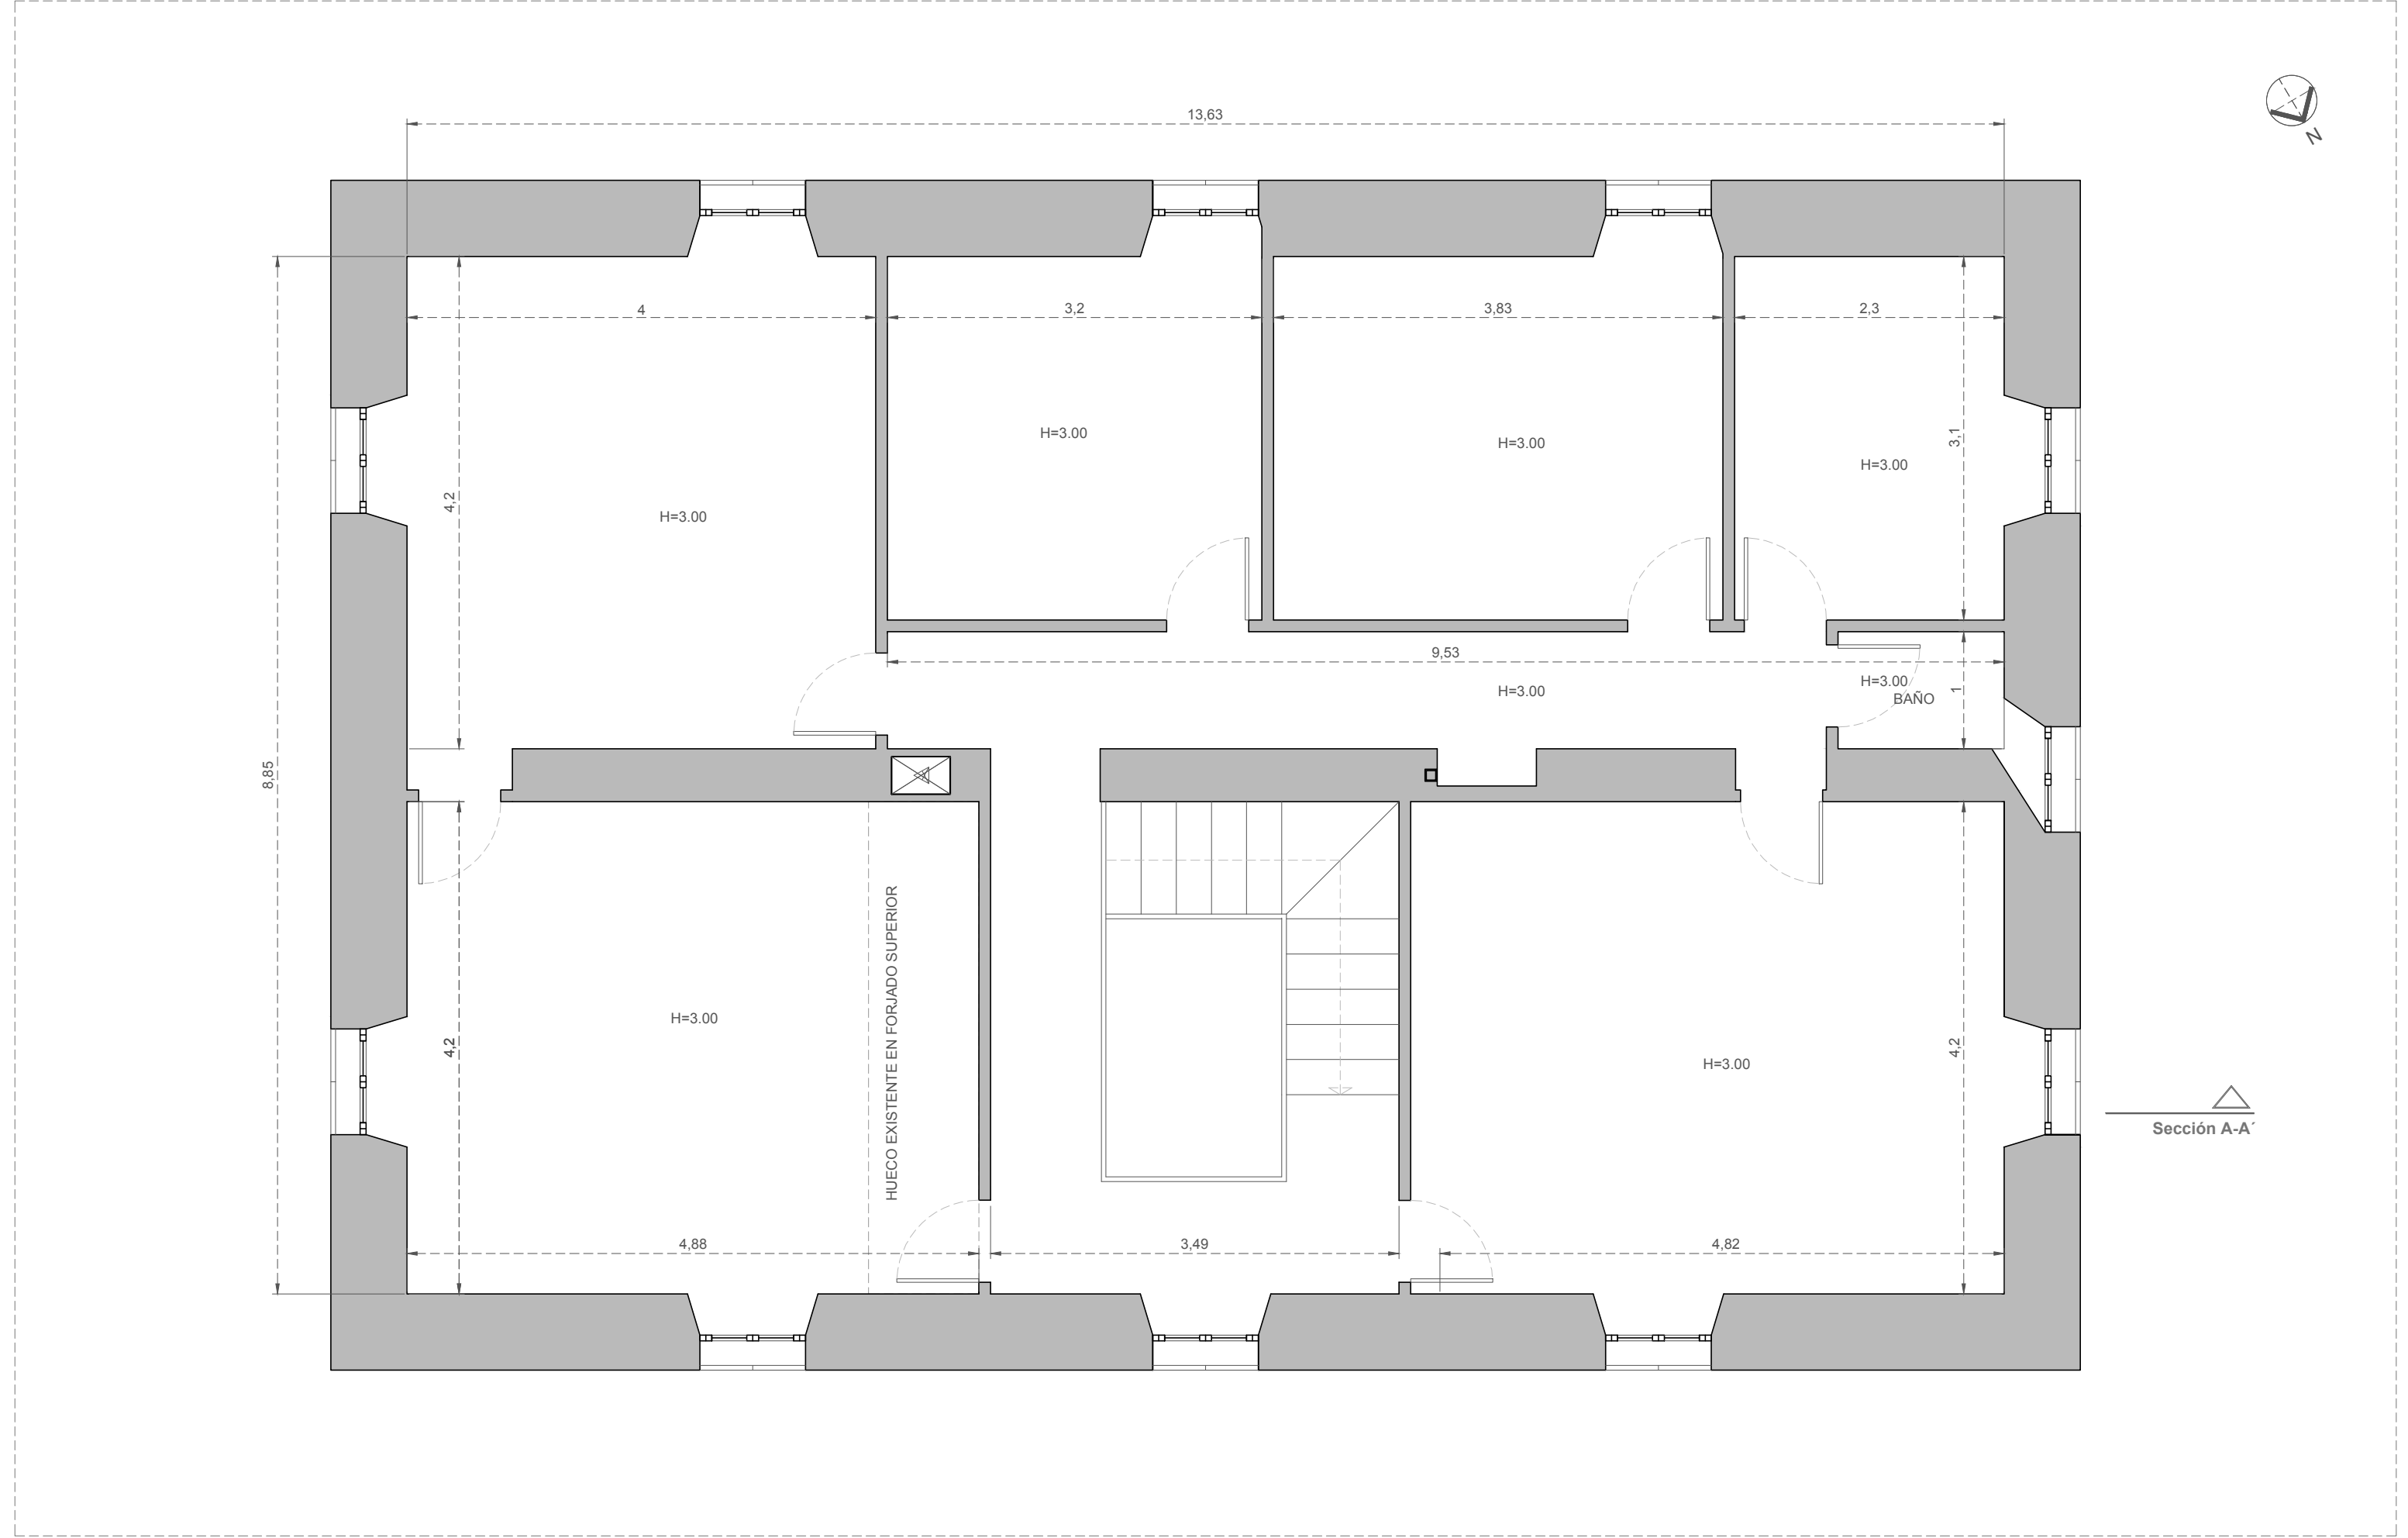 13,63
N
4
3,2
3,83
2,3
3,1
H=3.00
H=3.00
H=3.00
4,2
H=3.00
9,53
H=3.00
H=3.00
BAÑO
1
8,85
HUECO EXISTENTE EN FORJADO SUPERIOR
H=3.00
4,2
H=3.00
4,2
Sección A-A´
4,88
3,49
4,82